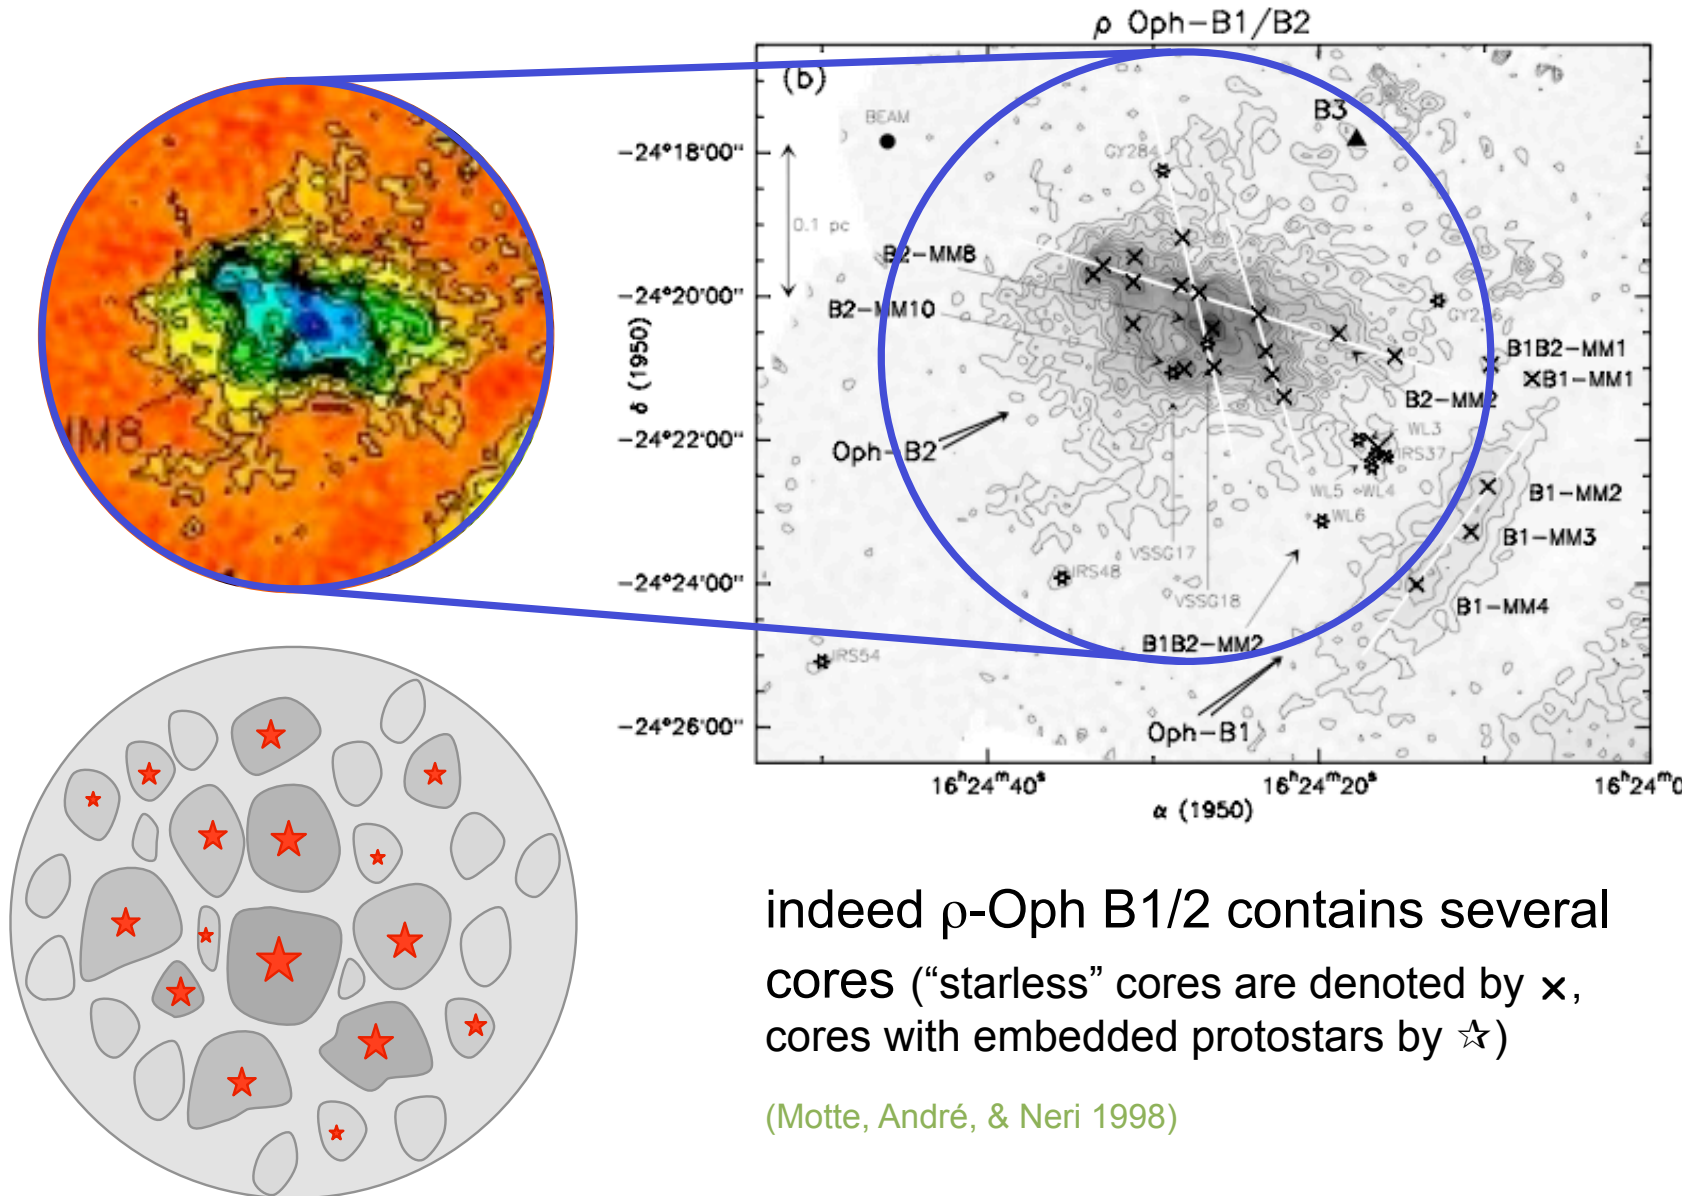 ρ Oph-B1/B2
(b)
BEAM
B3
GY284
-24°18'00"
0.1 pc
B2-MM8
-24°20'00"
B2-MM10
δ (1950)
B1B2-MM1
B1-MM1
B2-MM2
-24°22'00"
Oph-B2
WL3
IRS37
WL5
WL4
WL6
B1-MM2
B1-MM3
VSSG17
IRS48
-24°24'00"
VSSG18
B1-MM4
B1B2-MM2
IRS54
-24°26'00"
Oph-B1
16ʰ24ᵐ40ˢ
16ʰ24ᵐ20ˢ
16ʰ24ᵐ0
α (1950)
MM8
indeed ρ-Oph B1/2 contains several
cores (“starless” cores are denoted by ×,
cores with embedded protostars by ☆)
(Motte, André, & Neri 1998)